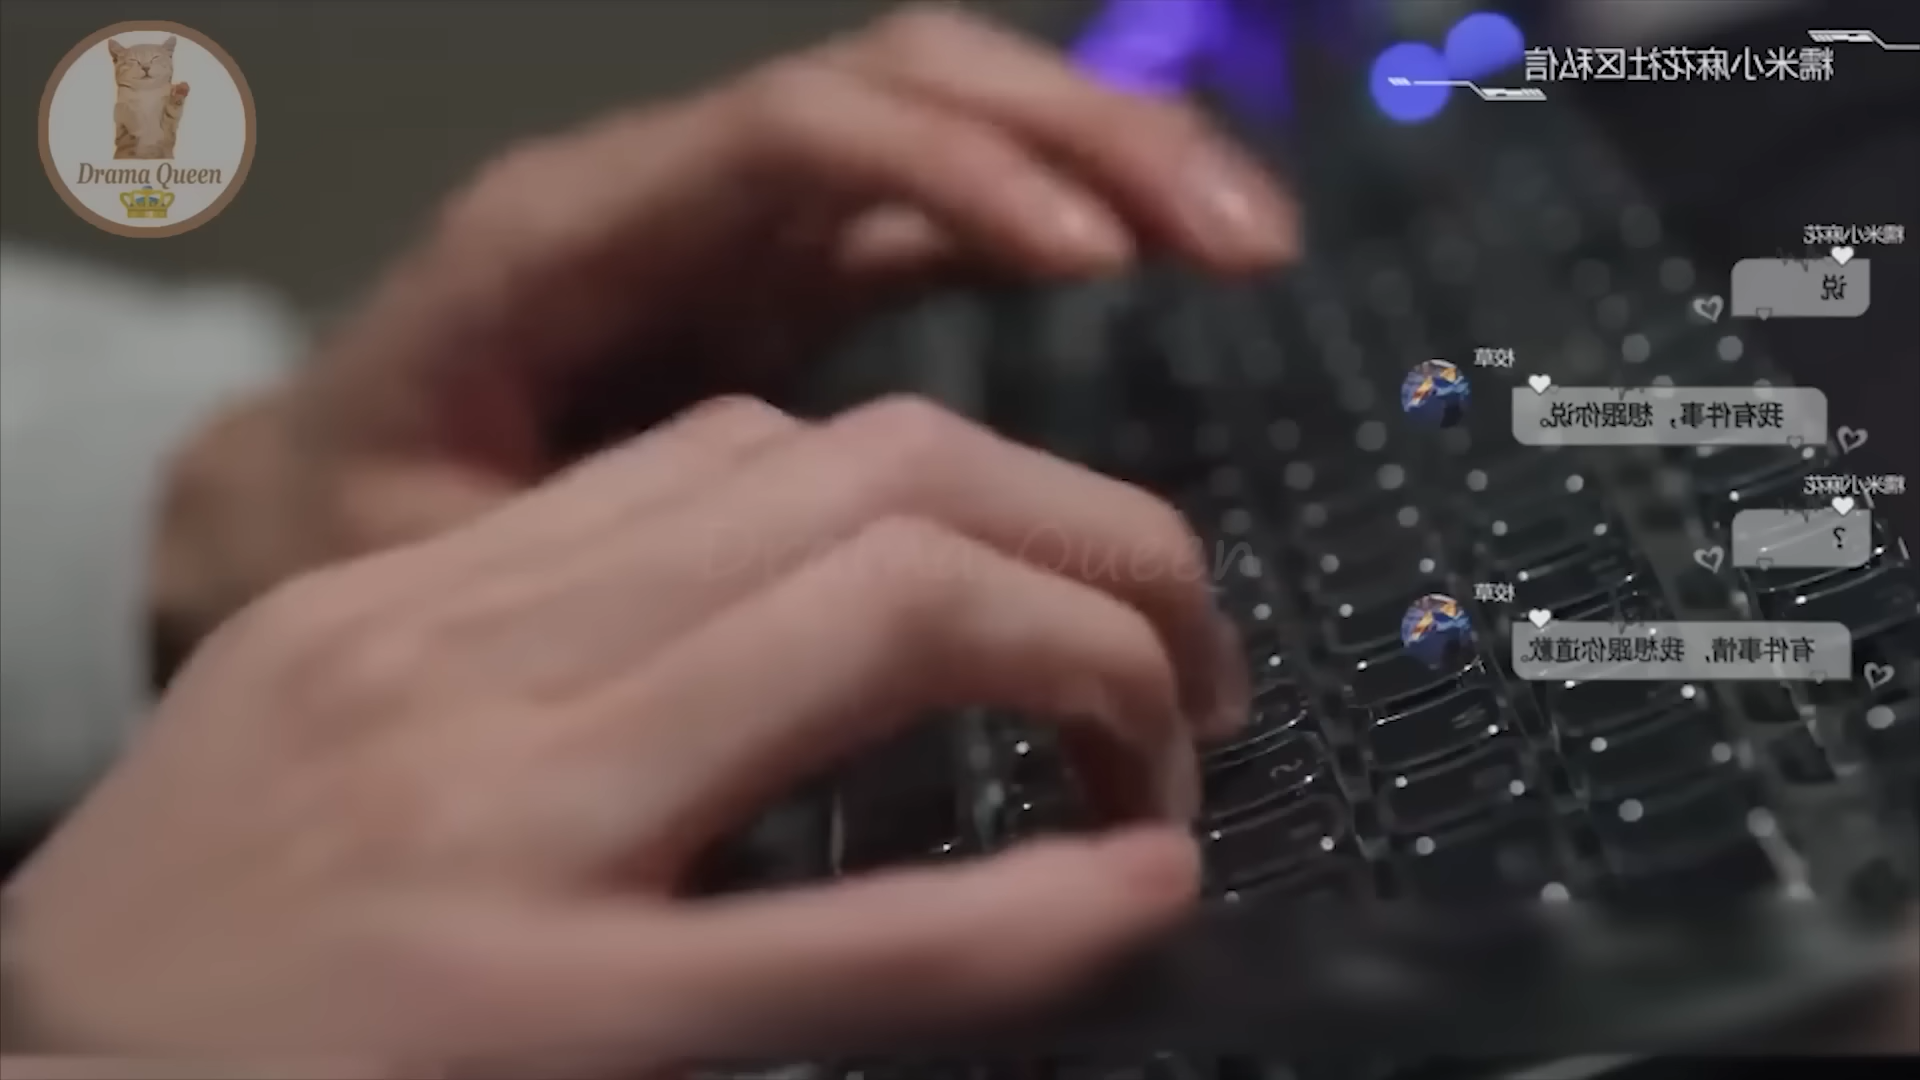 Drama Queen
糯米小麻花社区私信
糯米小麻花
说
校草
我有件事，想跟你说。
糯米小麻花
？
校草
有件事情，我想跟你道歉。
Drama Queen